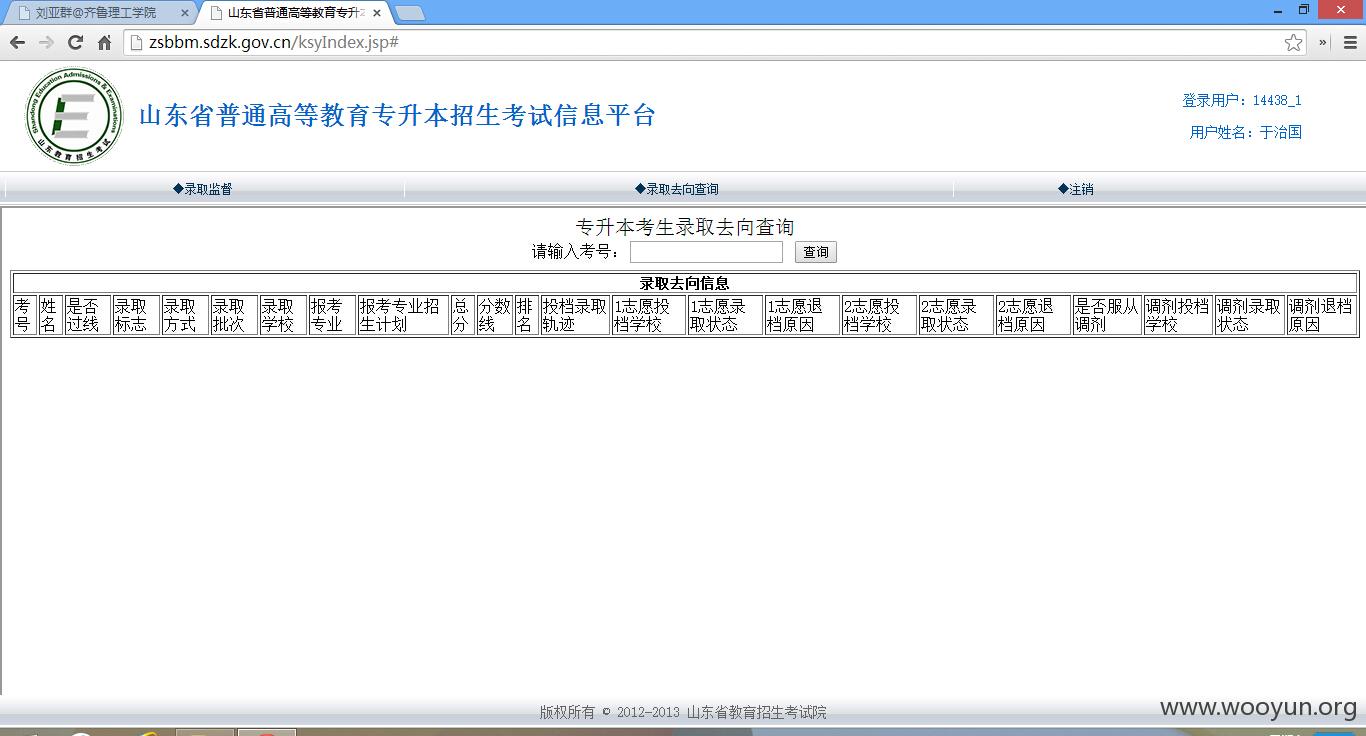 刘亚群@齐鲁理工学院
山东省普通高等教育专升
zsbbm.sdzk.gov.cn/ksyIndex.jsp#
Shandong Education Admissions & Examinations
山东教育招生考试
山东省普通高等教育专升本招生考试信息平台
登录用户：14438_1
用户姓名：于治国
◆录取监督 ◆录取去向查询 ◆注销
专升本考生录取去向查询
请输入考号： 查询
录取去向信息
考号 姓名 是否过线 录取标志 录取方式 录取批次 录取学校 报考专业 报考专业招生计划 总分 分数线 排名 投档录取轨迹 1志愿投档学校 1志愿录取状态 1志愿退档原因 2志愿投档学校 2志愿录取状态 2志愿退档原因 是否服从调剂 调剂投档学校 调剂录取状态 调剂退档原因
版权所有 © 2012-2013 山东省教育招生考试院
www.wooyun.org